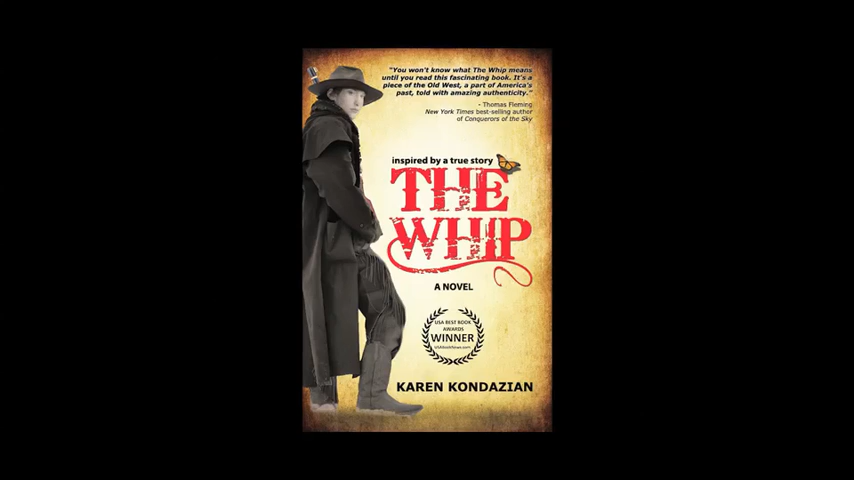 "You won't know what The Whip means
until you read this fascinating book. It's a
piece of the Old West, a part of America's
past, told with amazing authenticity."
- Thomas Fleming
New York Times best-selling author
of Conquerors of the Sky
inspired by a true story
THE
WHIP
A NOVEL
USA BEST BOOK
AWARDS
WINNER
USABookNews.com
KAREN KONDAZIAN